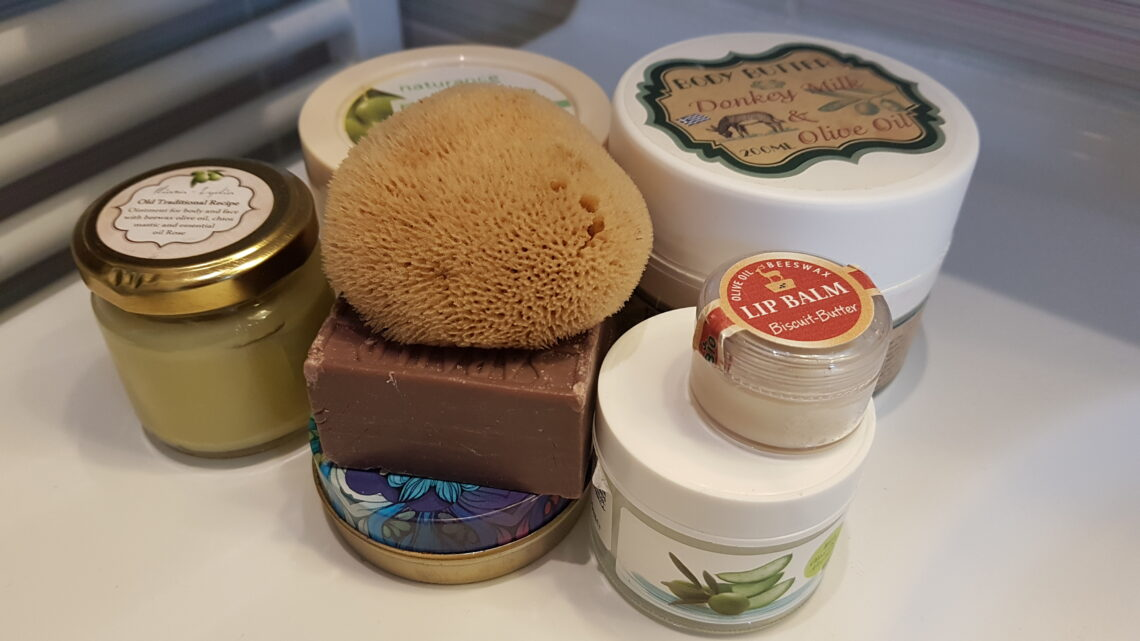 naturance
BODY BUTTER
Donkey Milk
&
Olive Oil
200ML
Old Traditional Recipe
Ointment for body and face
with beeswax olive oil, chios
mastic and essential
oil Rose
OLIVE OIL BEESWAX
LIP BALM
Biscuit-Butter